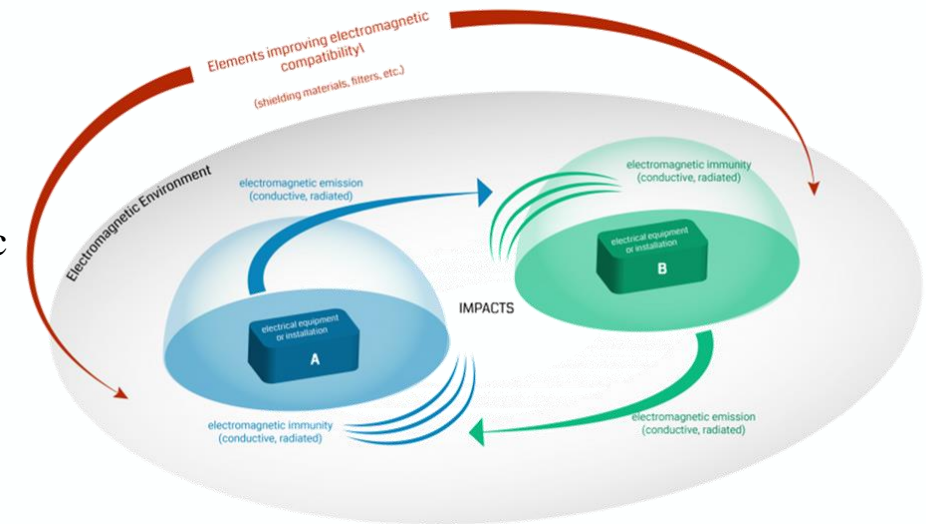 Elements improving electromagnetic
compatibility\
(shielding materials, filters, etc.)
Electromagnetic Environment
electromagnetic emission
(conductive, radiated)
electromagnetic immunity
(conductive, radiated)
c
electrical equipment
or installation
B
IMPACTS
electrical equipment
or installation
A
electromagnetic immunity
(conductive, radiated)
electromagnetic emission
(conductive, radiated)